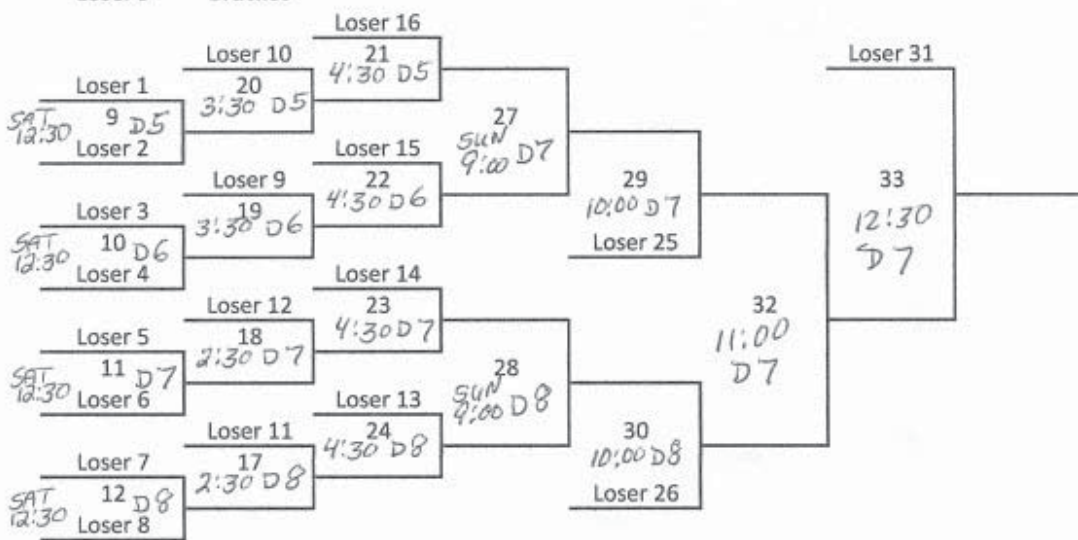 Loser 16
Loser 10
21
4:30 D5
Loser 31
Loser 1
20
3:30 D5
SAT
12:30
9 D5
Loser 2
27
SUN
9:00 D7
Loser 15
Loser 9
22
4:30 D6
29
10:00 D7
33
12:30
D7
Loser 3
19
3:30 D6
SAT
12:30
10 D6
Loser 4
Loser 25
Loser 14
Loser 12
23
4:30 D7
32
11:00
D7
Loser 5
18
2:30 D7
SAT
12:30
11 D7
Loser 6
28
SUN
9:00 D8
Loser 13
Loser 11
24
4:30 D8
30
10:00 D8
Loser 7
17
2:30 D8
SAT
12:30
12 D8
Loser 8
Loser 26